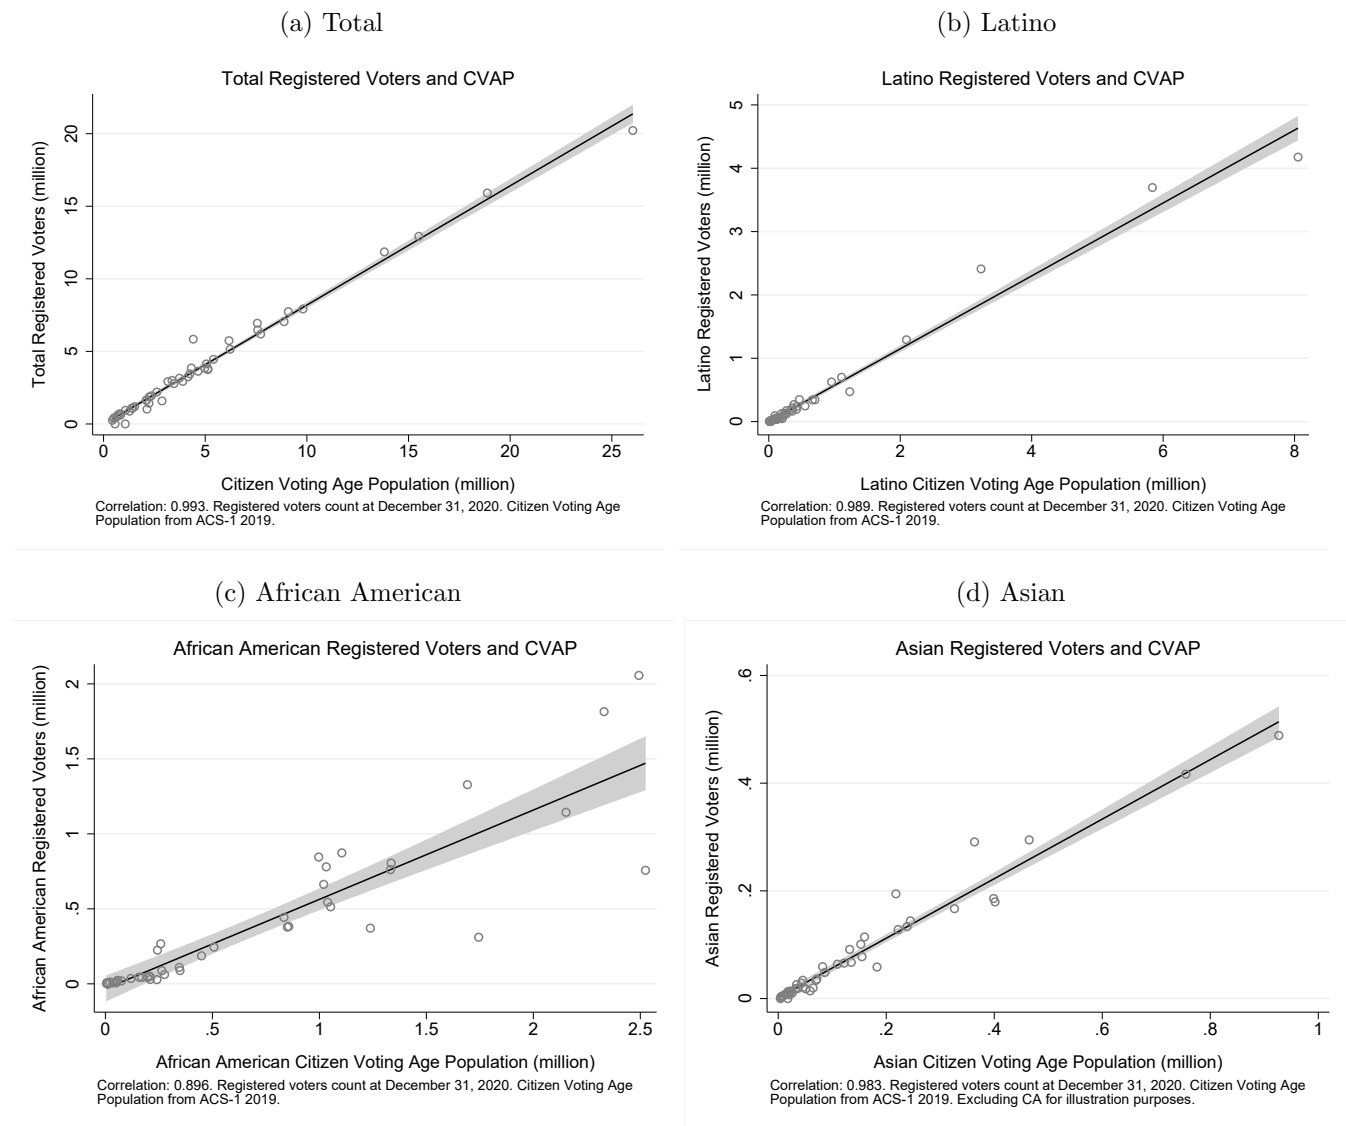 (a) Total
Total Registered Voters and CVAP
Total Registered Voters (million)
20
15
10
5
0
0 5 10 15 20 25
Citizen Voting Age Population (million)
Correlation: 0.993. Registered voters count at December 31, 2020. Citizen Voting Age
Population from ACS-1 2019.
(b) Latino
Latino Registered Voters and CVAP
Latino Registered Voters (million)
5
4
3
2
1
0
0 2 4 6 8
Latino Citizen Voting Age Population (million)
Correlation: 0.989. Registered voters count at December 31, 2020. Citizen Voting Age
Population from ACS-1 2019.
(c) African American
African American Registered Voters and CVAP
African American Registered Voters (million)
2
1.5
1
.5
0
0 .5 1 1.5 2 2.5
African American Citizen Voting Age Population (million)
Correlation: 0.896. Registered voters count at December 31, 2020. Citizen Voting Age
Population from ACS-1 2019.
(d) Asian
Asian Registered Voters and CVAP
Asian Registered Voters (million)
.6
.4
.2
0
0 .2 .4 .6 .8 1
Asian Citizen Voting Age Population (million)
Correlation: 0.983. Registered voters count at December 31, 2020. Citizen Voting Age
Population from ACS-1 2019. Excluding CA for illustration purposes.